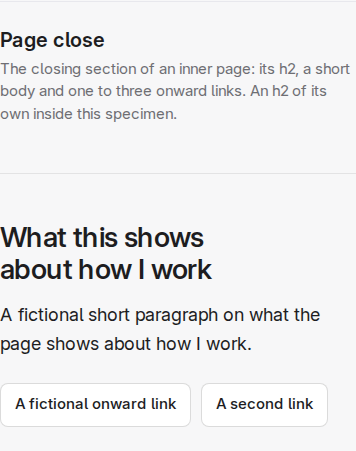 Page close
The closing section of an inner page: its h2, a short
body and one to three onward links. An h2 of its
own inside this specimen.
What this shows
about how I work
A fictional short paragraph on what the
page shows about how I work.
A fictional onward link
A second link